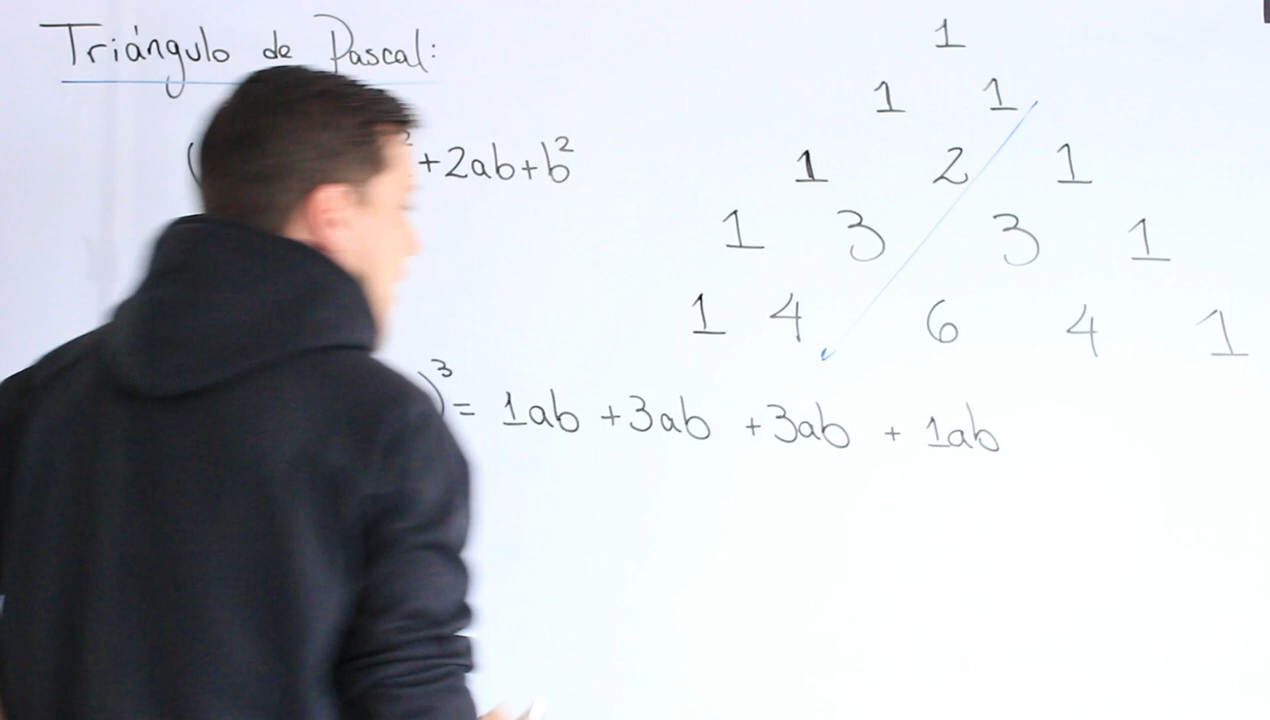 Triángulo de Pascal:
( ² +2ab+b²
)³ = 1ab +3ab +3ab + 1ab
1
1 1
1 2 1
1 3 3 1
1 4 6 4 1